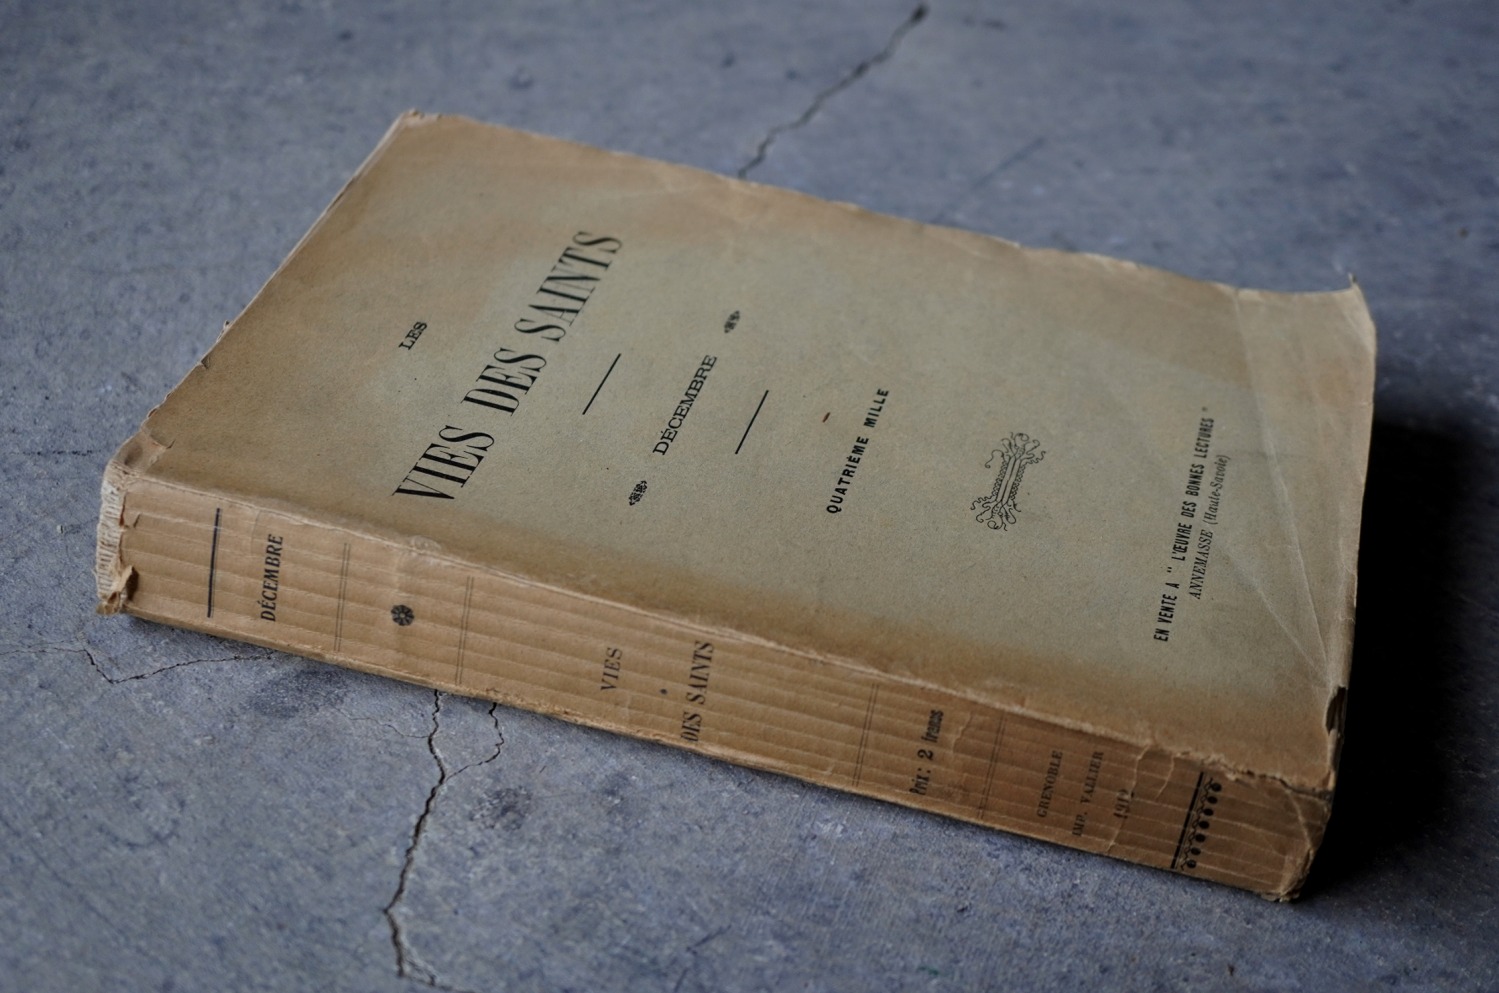 LES
VIES DES SAINTS
DÉCEMBRE
QUATRIÈME MILLE
EN VENTE A " L'ŒUVRE DES BONNES LECTURES "
ANNEMASSE (Haute-Savoie)
DÉCEMBRE
VIES
DES SAINTS
Prix: 2 francs
GRENOBLE
IMP. VALLIER